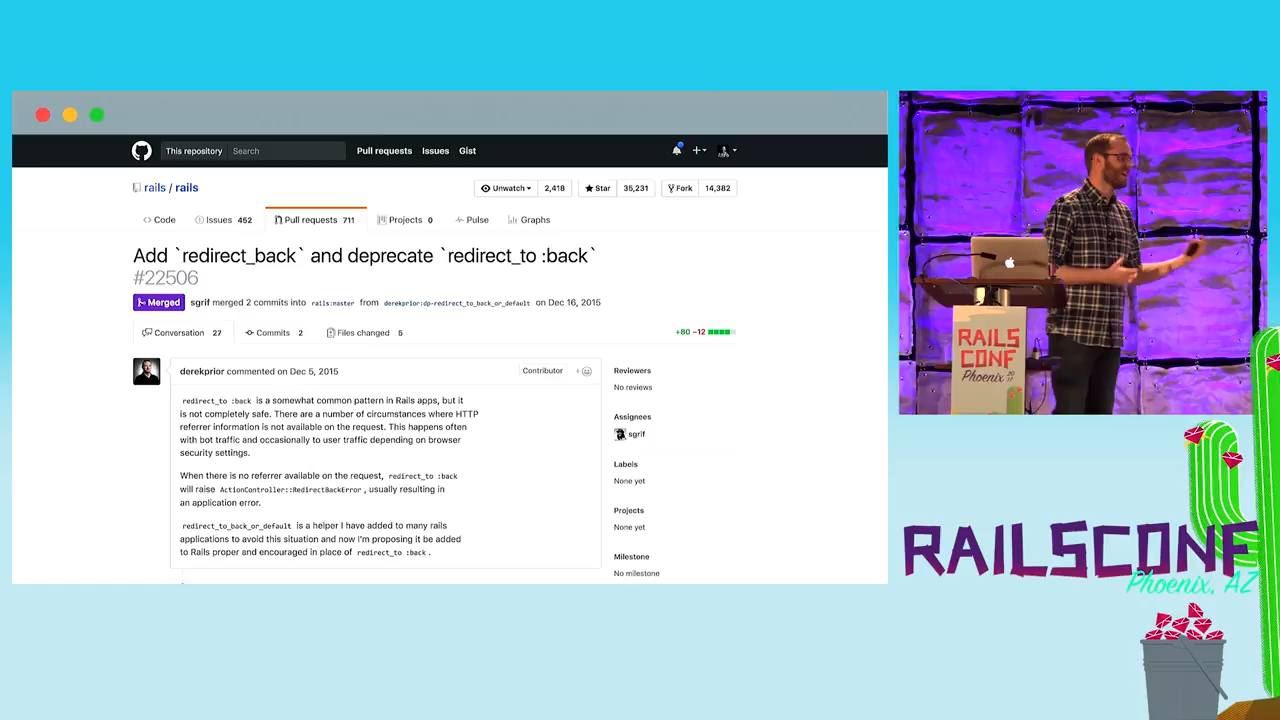 This repository
Search
Pull requests
Issues
Gist
rails / rails
Unwatch
2,418
Star
35,231
Fork
14,382
Code
Issues 452
Pull requests 711
Projects 0
Pulse
Graphs
Add `redirect_back` and deprecate `redirect_to :back`
#22506
Merged
sgrif merged 2 commits into rails:master from derekprior:dp-redirect_to_back_or_default on Dec 16, 2015
Conversation 27
Commits 2
Files changed 5
+80 −12
derekprior commented on Dec 5, 2015
Contributor
+
redirect_to :back is a somewhat common pattern in Rails apps, but it
is not completely safe. There are a number of circumstances where HTTP
referrer information is not available on the request. This happens often
with bot traffic and occasionally to user traffic depending on browser
security settings.
When there is no referrer available on the request, redirect_to :back
will raise ActionController::RedirectBackError, usually resulting in
an application error.
redirect_to_back_or_default is a helper I have added to many rails
applications to avoid this situation and now I'm proposing it be added
to Rails proper and encouraged in place of redirect_to :back.
Reviewers
No reviews
Assignees
sgrif
Labels
None yet
Projects
None yet
Milestone
No milestone
RAILS
CONF
Phoenix 2017
RAILSCONF
Phoenix, AZ